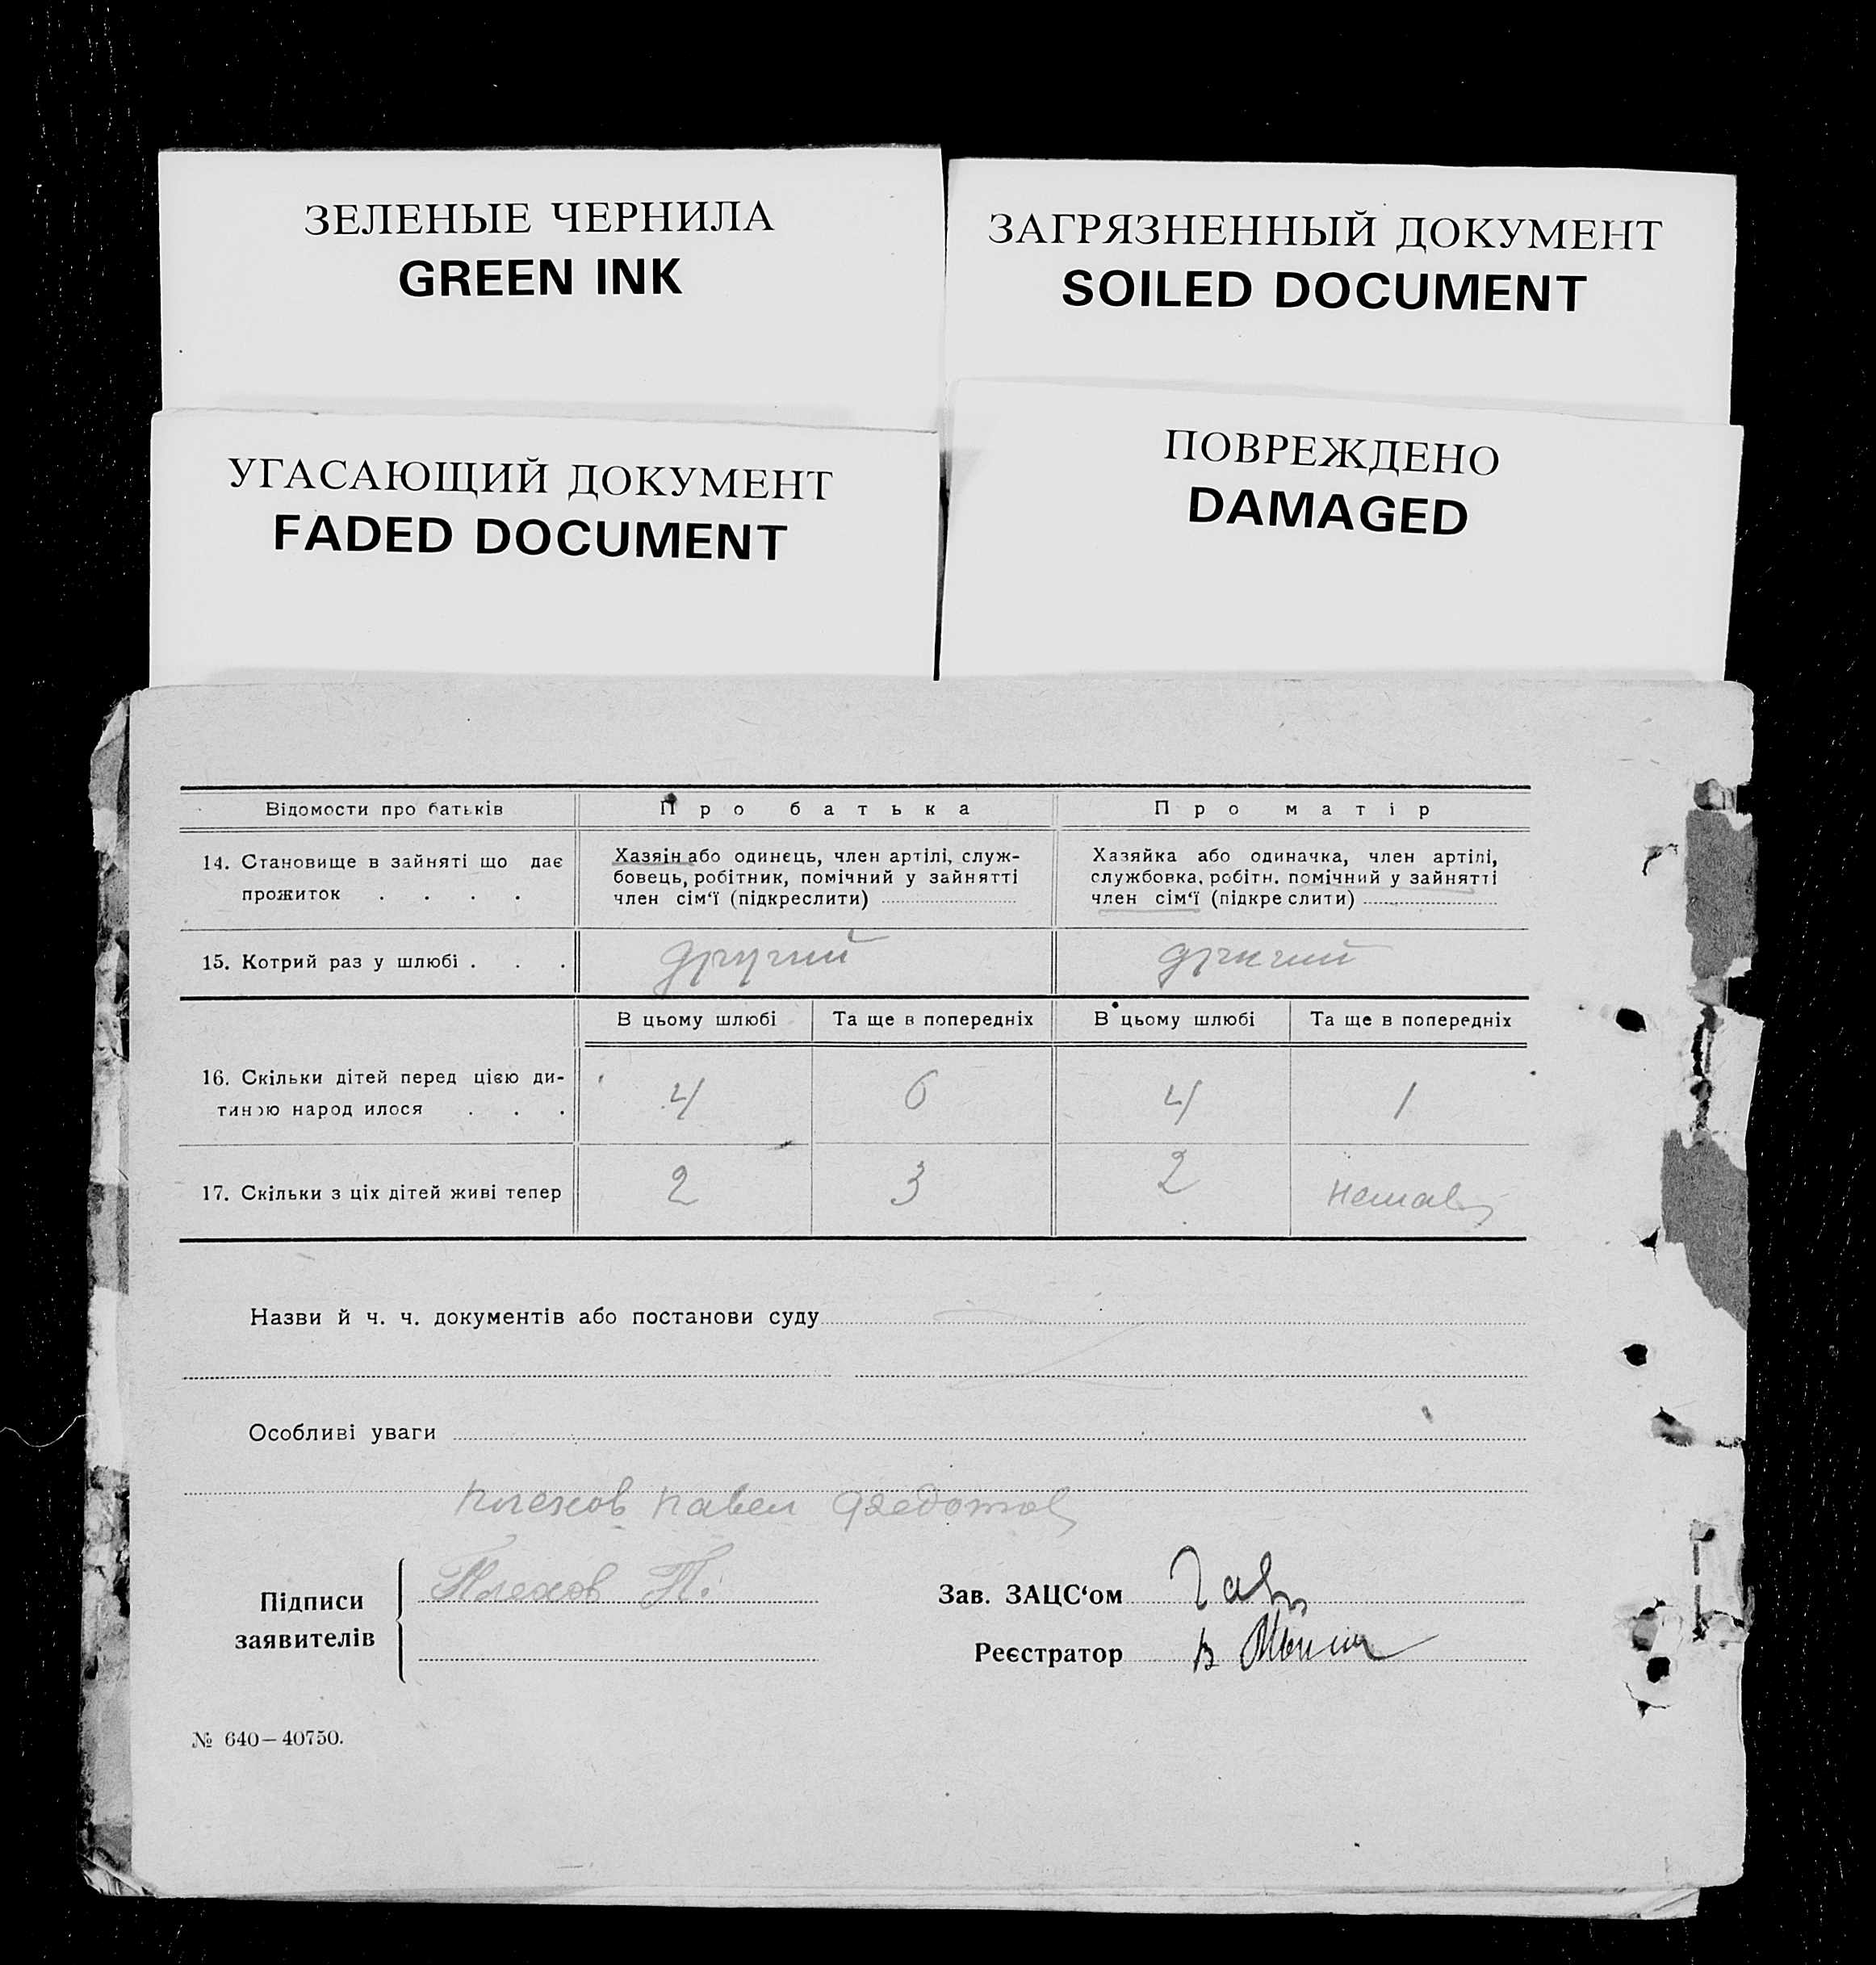 ЗЕЛЕНЫЕ ЧЕРНИЛА
GREEN INK
ЗАГРЯЗНЕННЫЙ ДОКУМЕНТ
SOILED DOCUMENT
УГАСАЮЩИЙ ДОКУМЕНТ
FADED DOCUMENT
ПОВРЕЖДЕНО
DAMAGED
Відомости про батьків
Про батька
Про матір
14. Становище в зайняті що дає
прожиток . . . .
Хазяін або одинець, член артілі, служ-
бовець, робітник, помічний у зайнятті
член сім‘ї (підкреслити)
Хазяйка або одиначка, член артілі,
службовка, робітн. помічний у зайнятті
член сім‘ї (підкреслити)
15. Котрий раз у шлюбі . . .
другий
другий
В цьому шлюбі
Та ще в попередніх
В цьому шлюбі
Та ще в попередніх
16. Скільки дітей перед цією ди-
тиною народилося . . .
4
6
4
1
17. Скільки з ціх дітей живі тепер
2
3
2
немає
Назви й ч. ч. документів або постанови суду
Особливі уваги
Плехов Павел Федотов
Підписи
заявителів
Плехов П.
Зав. ЗАЦС‘ом
Реєстратор
В
№ 640—40750.